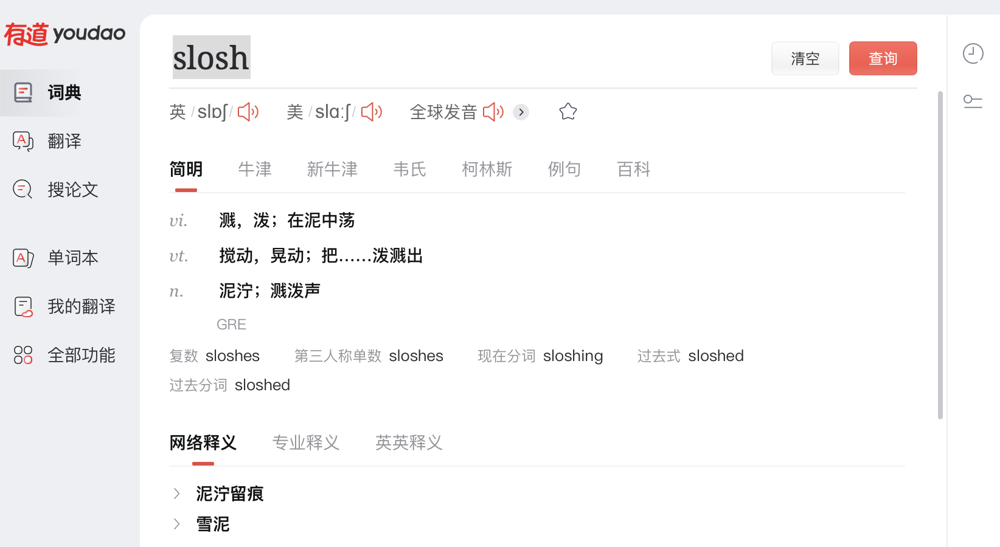 有道 youdao
词典
翻译
搜论文
单词本
我的翻译
全部功能
slosh
清空 查询
英 /slɒʃ/ 美 /slɑːʃ/ 全球发音
简明 牛津 新牛津 韦氏 柯林斯 例句 百科
vi. 溅，泼；在泥中荡
vt. 搅动，晃动；把……泼溅出
n. 泥泞；溅泼声
GRE
复数 sloshes 第三人称单数 sloshes 现在分词 sloshing 过去式 sloshed
过去分词 sloshed
网络释义 专业释义 英英释义
泥泞留痕
雪泥